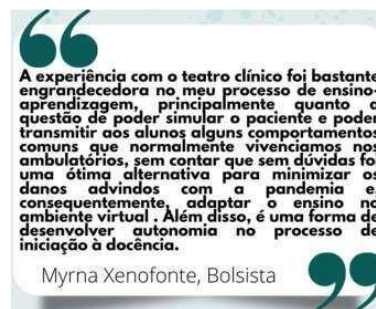 A experiência com o teatro clínico foi bastante
engrandecedora no meu processo de ensino-
aprendizagem, principalmente quanto a
questão de poder simular o paciente e poder
transmitir aos alunos alguns comportamentos
comuns que normalmente vivenciamos nos
ambulatórios, sem contar que sem dúvidas fo
uma ótima alternativa para minimizar os
danos advindos com a pandemia e,
consequentemente, adaptar o ensino no
ambiente virtual . Além disso, é uma forma de
desenvolver autonomia no processo de
iniciação à docência.
Myrna Xenofonte, Bolsista